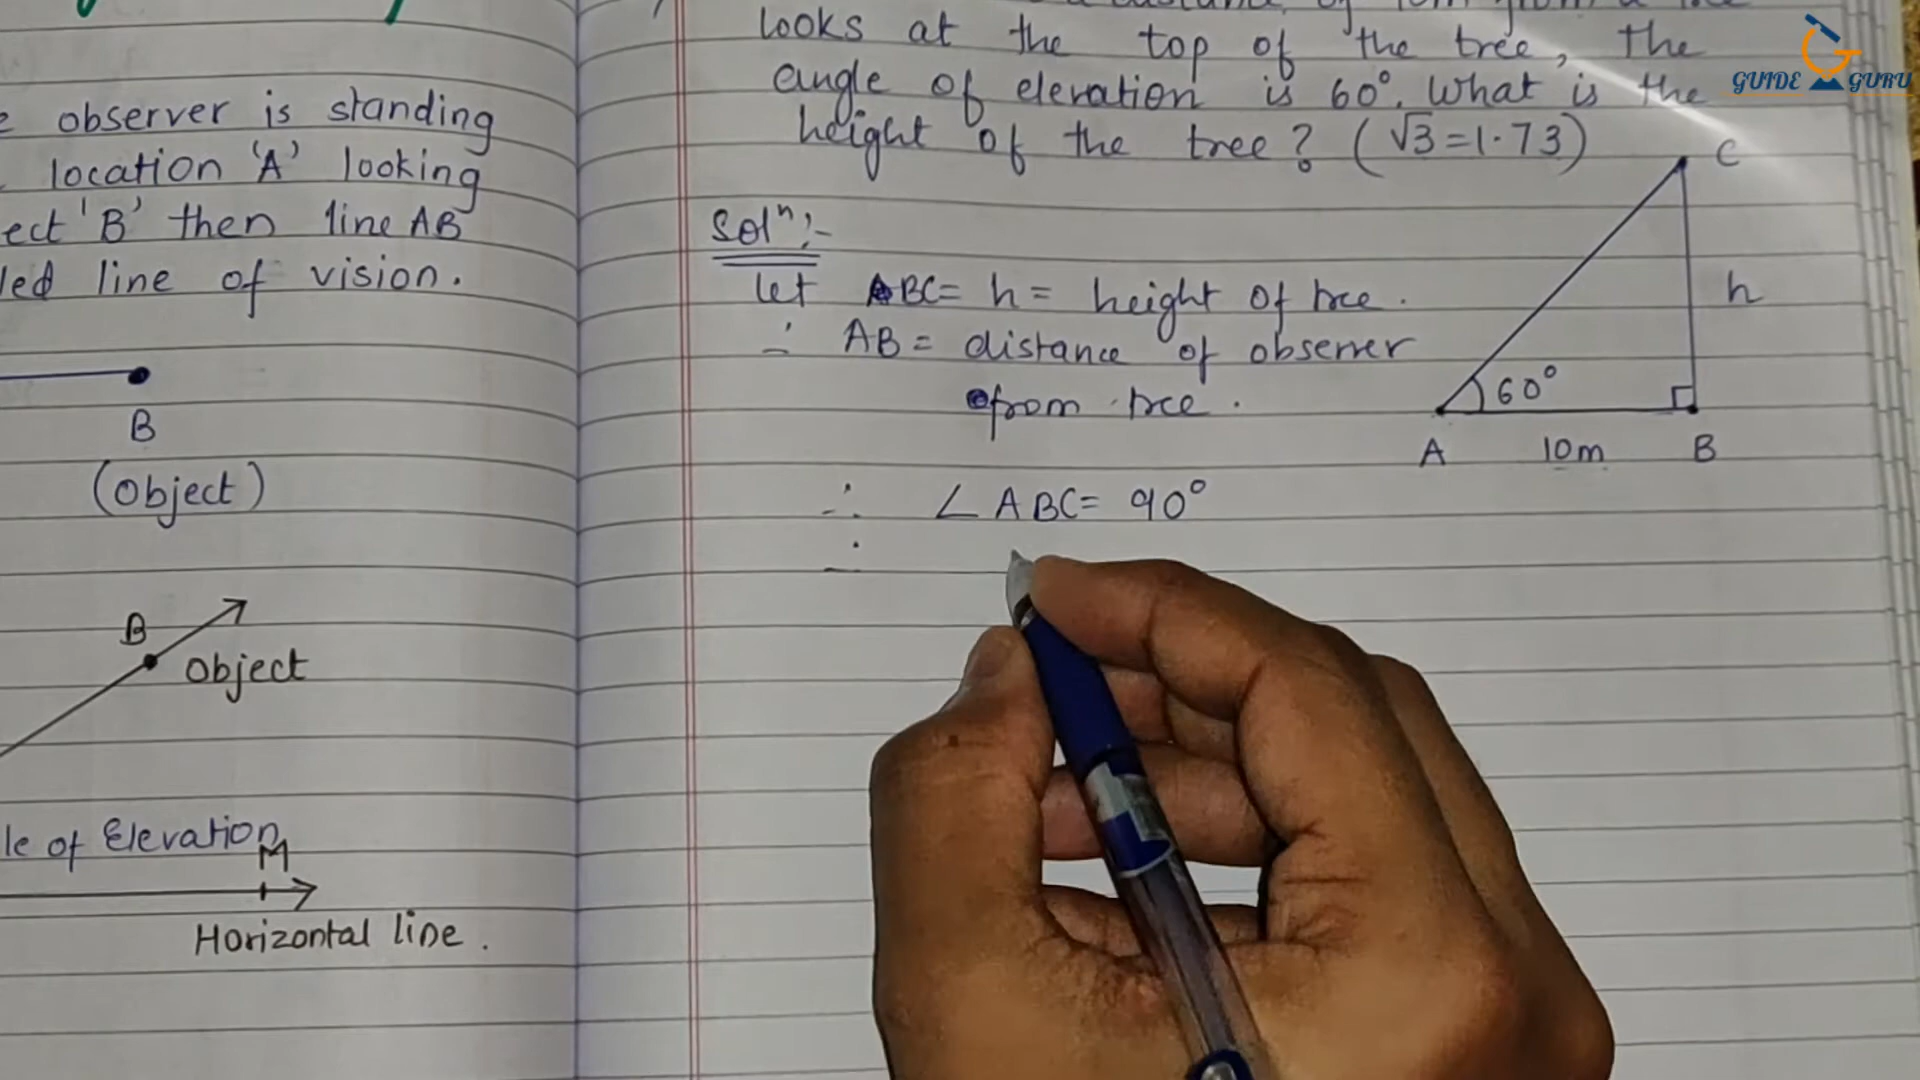 observer is standing
location 'A' looking
ect 'B' then line AB
led line of vision.
B
(Object)
B
Object
le of Elevation
M
Horizontal line.
looks at the top of the tree, the
angle of elevation is 60°. What is the
height of the tree? (√3=1.73)
Solⁿ:-
let BC= h = height of tree.
∴ AB = distance of observer
from tree.
∴ ∠ABC= 90°
∴
C
h
60°
A 10m B
GUIDE GURU